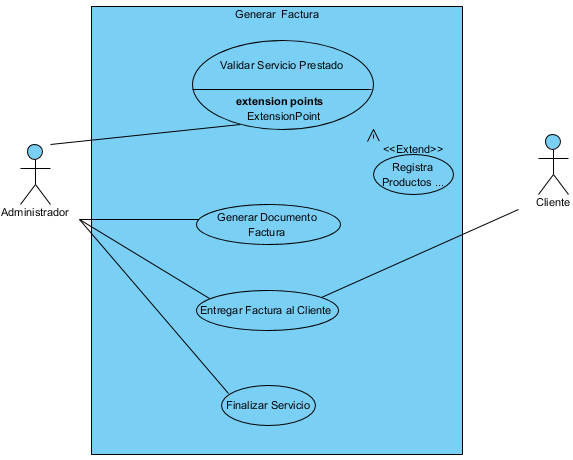 Generar Factura
Validar Servicio Prestado
extension points
ExtensionPoint
<<Extend>>
Registra
Productos ...
Administrador
Cliente
Generar Documento
Factura
Entregar Factura al Cliente
Finalizar Servicio